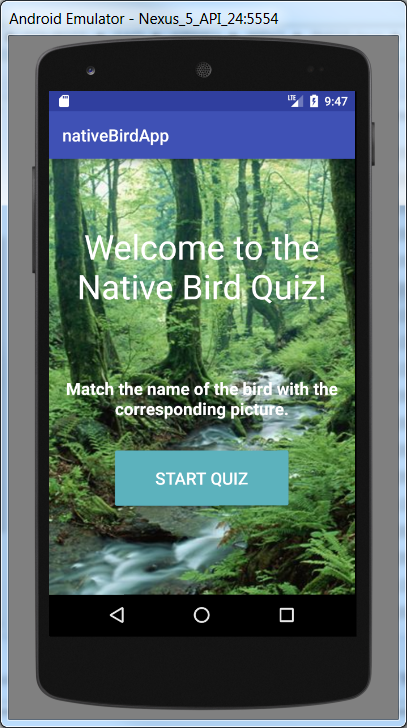 Android Emulator - Nexus_5_API_24:5554
LTE 9:47
nativeBirdApp
Welcome to the
Native Bird Quiz!
Match the name of the bird with the
corresponding picture.
START QUIZ